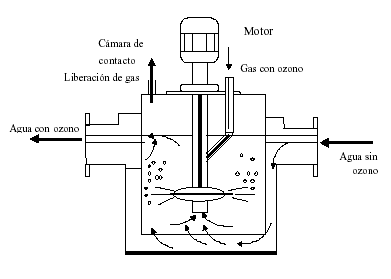 Cámara de
contacto
Liberación de gas
Motor
Gas con ozono
Agua con ozono
Agua sin
ozono